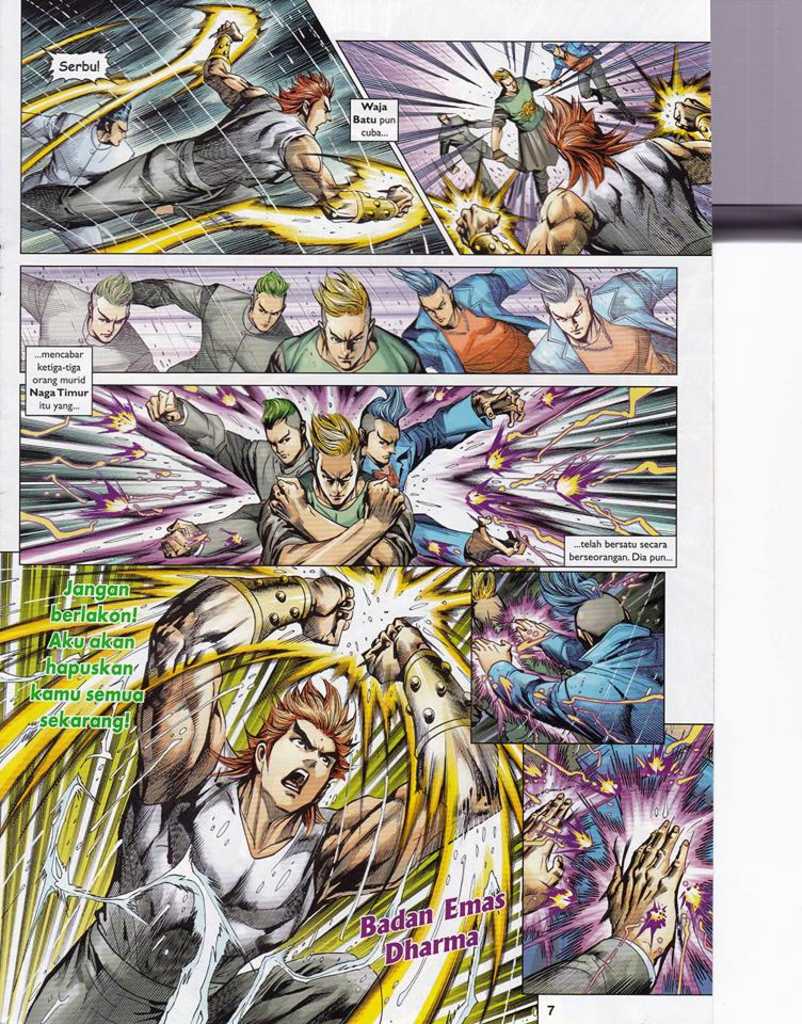 Serbu!
Waja
Batu pun
cuba...
...mencabar
ketiga-tiga
orang murid
Naga Timur
itu yang...
...telah bersatu secara
berseorangan. Dia pun...
Jangan
berlakon!
Aku akan
hapuskan
kamu semua
sekarang!
Badan Emas
Dharma
7